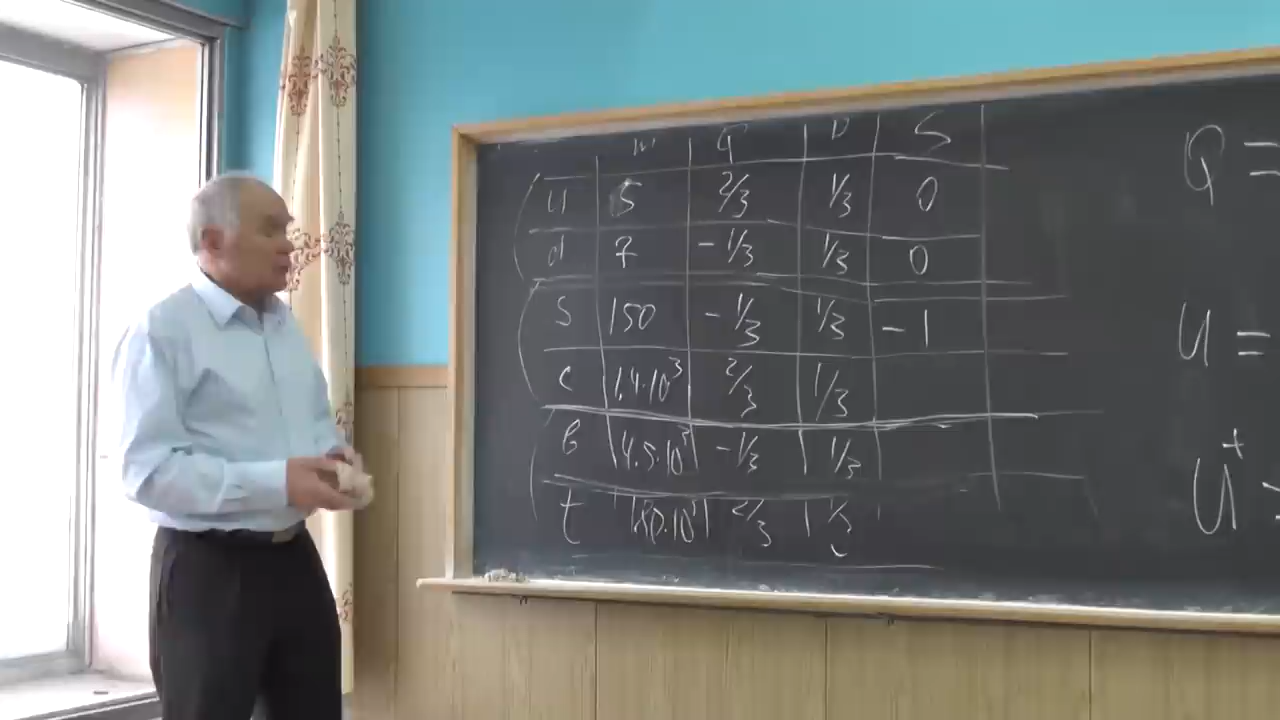 m q B S Q =
u 5 2/3 1/3 0
d 7 -1/3 1/3 0
s 150 -1/3 1/3 -1 U =
c 1,4·10³ 2/3 1/3
b 4.5·10³ -1/3 1/3 U⁺
t 180·10³ 2/3 1/3